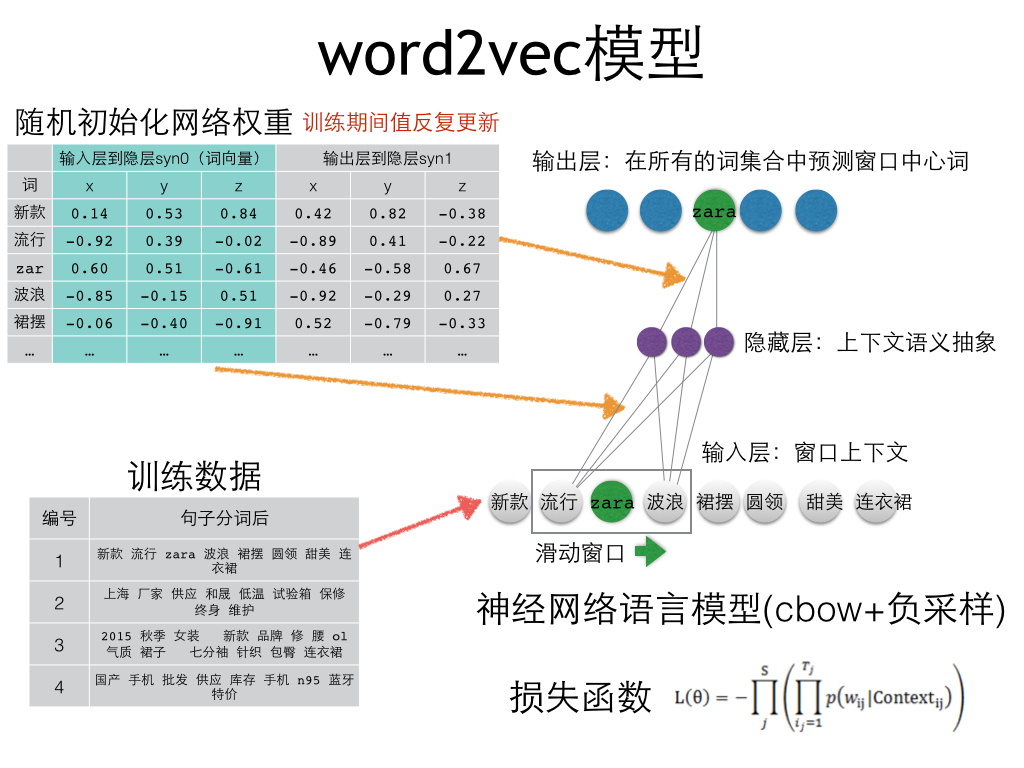 word2vec模型
随机初始化网络权重 训练期间值反复更新
输入层到隐层syn0（词向量） 输出层到隐层syn1
词 x y z x y z
新款 0.14 0.53 0.84 0.42 0.82 -0.38
流行 -0.92 0.39 -0.02 -0.89 0.41 -0.22
zar 0.60 0.51 -0.61 -0.46 -0.58 0.67
波浪 -0.85 -0.15 0.51 -0.92 -0.29 0.27
裙摆 -0.06 -0.40 -0.91 0.52 -0.79 -0.33
… … … … … … …
输出层：在所有的词集合中预测窗口中心词
zara
隐藏层：上下文语义抽象
输入层：窗口上下文
新款 流行 zara 波浪 裙摆 圆领 甜美 连衣裙
滑动窗口
训练数据
编号 句子分词后
1 新款 流行 zara 波浪 裙摆 圆领 甜美 连
衣裙
2 上海 厂家 供应 和晟 低温 试验箱 保修
终身 维护
3 2015 秋季 女装 新款 品牌 修 腰 ol
气质 裙子 七分袖 针织 包臀 连衣裙
4 国产 手机 批发 供应 库存 手机 n95 蓝牙
特价
神经网络语言模型(cbow+负采样)
损失函数 L(θ) = −∏_j^S(∏_{i_j=1}^{T_j} p(w_ij|Context_ij))